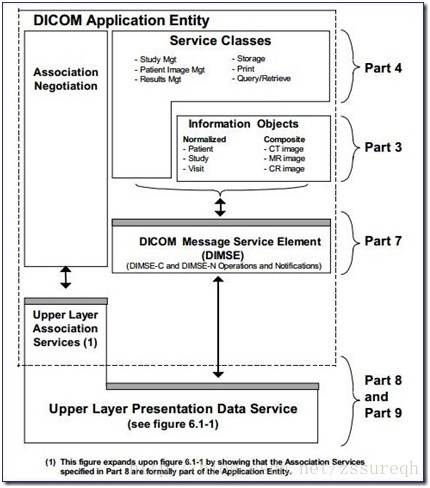 DICOM Application Entity
Service Classes
- Study Mgt
- Patient Image Mgt
- Results Mgt
- Storage
- Print
- Query/Retrieve
Part 4
Association
Negotiation
Information Objects
Normalized
- Patient
- Study
- Visit
Composite
- CT image
- MR image
- CR image
Part 3
DICOM Message Service Element
(DIMSE)
(DIMSE-C and DIMSE-N Operations and Notifications)
Part 7
Upper Layer
Association
Services (1)
Upper Layer Presentation Data Service
(see figure 6.1-1)
Part 8
and
Part 9
(1) This figure expands upon figure 6.1-1 by showing that the Association Services
specified in Part 8 are formally part of the Application Entity.
net/zssureqh